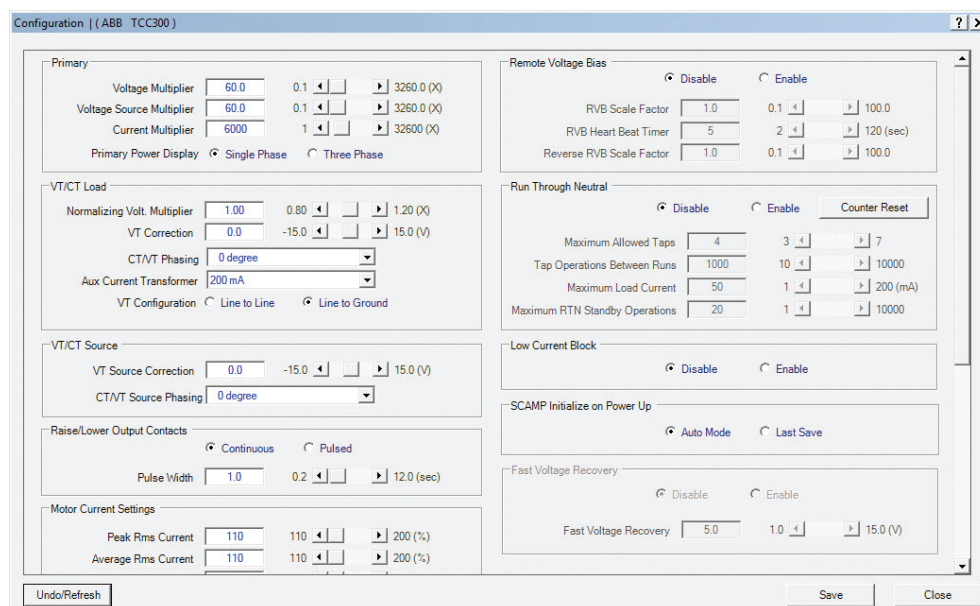 Configuration | ( ABB TCC300 )
?
Primary
Voltage Multiplier 60.0 0.1 3260.0 (X)
Voltage Source Multiplier 60.0 0.1 3260.0 (X)
Current Multiplier 6000 1 32600 (X)
Primary Power Display Single Phase Three Phase
VT/CT Load
Normalizing Volt. Multiplier 1.00 0.80 1.20 (X)
VT Correction 0.0 -15.0 15.0 (V)
CT/VT Phasing 0 degree
Aux Current Transformer 200 mA
VT Configuration Line to Line Line to Ground
VT/CT Source
VT Source Correction 0.0 -15.0 15.0 (V)
CT/VT Source Phasing 0 degree
Raise/Lower Output Contacts
Continuous Pulsed
Pulse Width 1.0 0.2 12.0 (sec)
Motor Current Settings
Peak Rms Current 110 110 200 (%)
Average Rms Current 110 110 200 (%)
Remote Voltage Bias
Disable Enable
RVB Scale Factor 1.0 0.1 100.0
RVB Heart Beat Timer 5 2 120 (sec)
Reverse RVB Scale Factor 1.0 0.1 100.0
Run Through Neutral
Disable Enable Counter Reset
Maximum Allowed Taps 4 3 7
Tap Operations Between Runs 1000 10 10000
Maximum Load Current 50 1 200 (mA)
Maximum RTN Standby Operations 20 1 10000
Low Current Block
Disable Enable
SCAMP Initialize on Power Up
Auto Mode Last Save
Fast Voltage Recovery
Disable Enable
Fast Voltage Recovery 5.0 1.0 15.0 (V)
Undo/Refresh Save Close